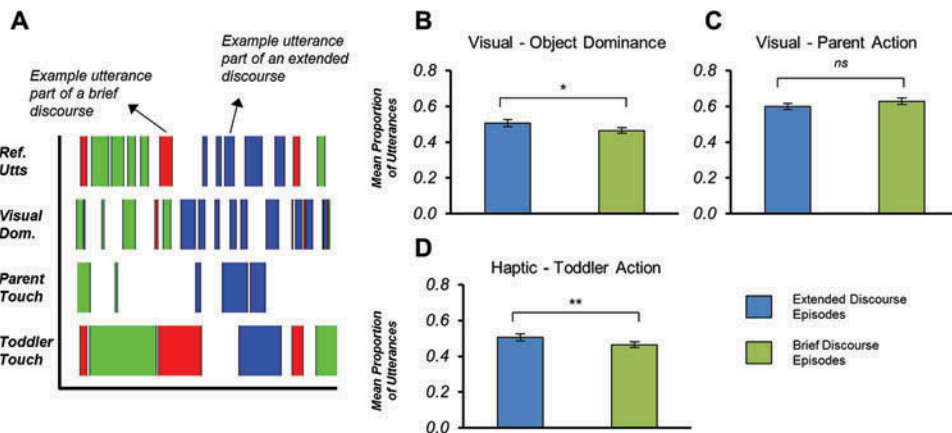 A
Example utterance
part of a brief
discourse
Example utterance
part of an extended
discourse
Ref.
Utts
Visual
Dom.
Parent
Touch
Toddler
Touch
B
Visual - Object Dominance
Mean Proportion
of Utterances
0.8
0.6
0.4
0.2
0.0
*
C
Visual - Parent Action
0.8
0.6
0.4
0.2
0.0
ns
D
Haptic - Toddler Action
Mean Proportion
of Utterances
0.8
0.6
0.4
0.2
0.0
**
Extended Discourse
Episodes
Brief Discourse
Episodes